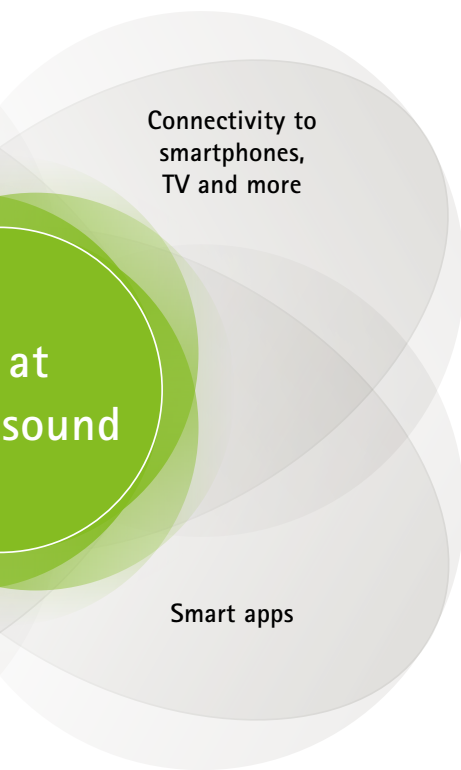 Connectivity to
smartphones,
TV and more
at
sound
Smart apps